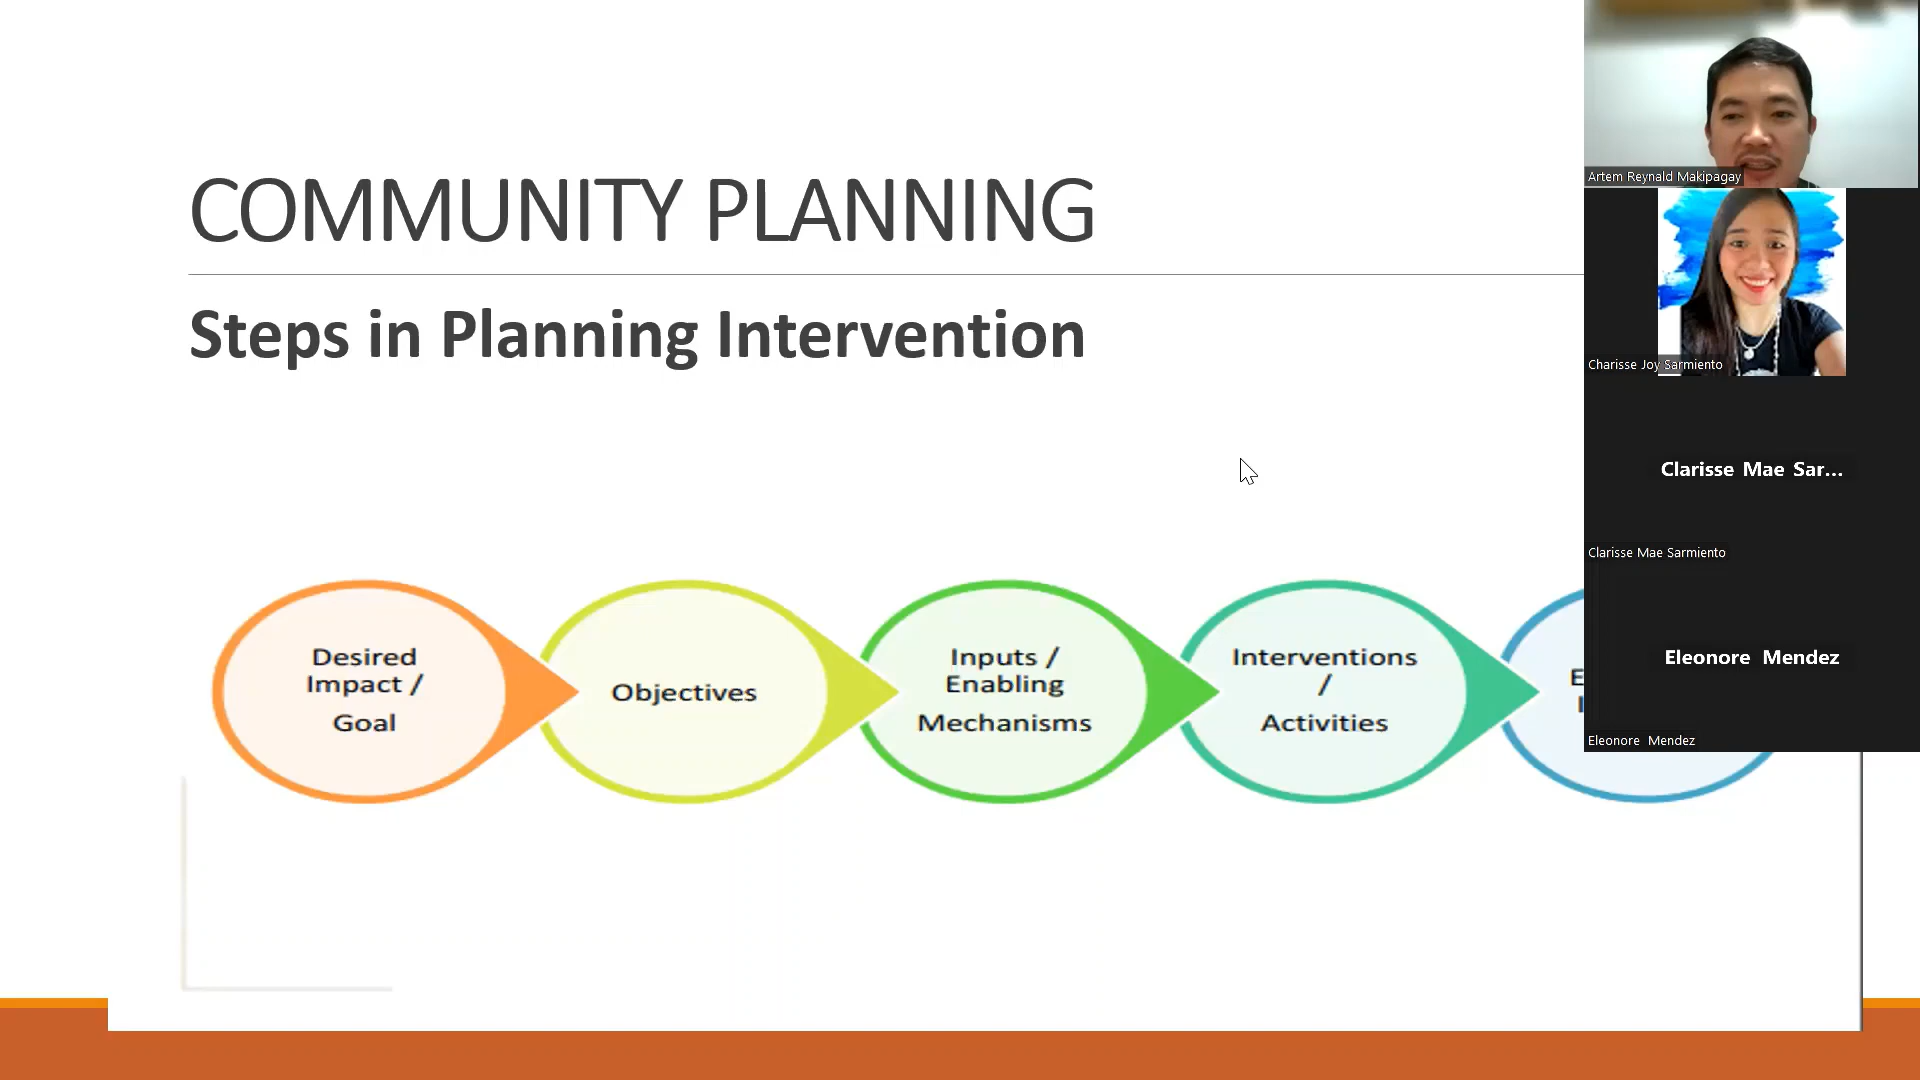 COMMUNITY PLANNING
Steps in Planning Intervention
Desired
Impact /
Goal
Objectives
Inputs /
Enabling
Mechanisms
Interventions
/
Activities
Artem Reynald Makipagay
Charisse Joy Sarmiento
Clarisse Mae Sar...
Clarisse Mae Sarmiento
Eleonore Mendez
Eleonore Mendez